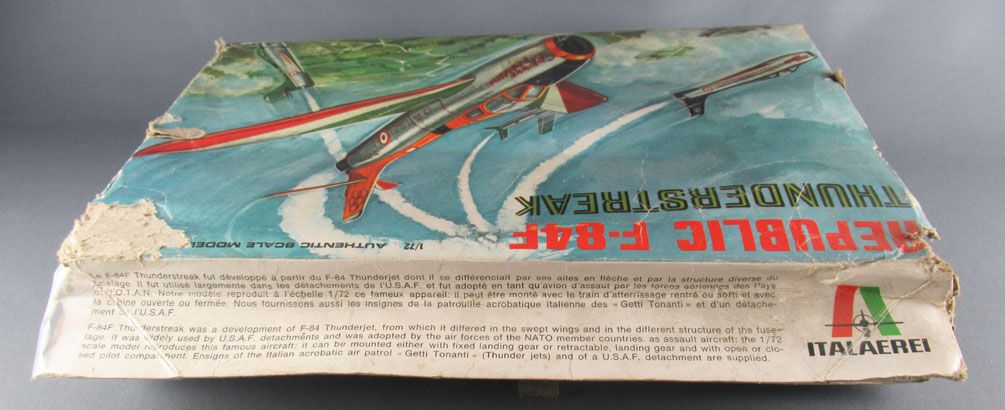 REPUBLIC F-84F
THUNDERSTREAK
1/72 AUTHENTIC SCALE MODEL
Le F-84F Thunderstreak fut développé à partir du F-84 Thunderjet dont il se différenciait par ses ailes en flèche et par la structure diverse du
fuselage. Il fut utilisé largemente dans les détachements de l'U.S.A.F. et fut adopté en tant qu'avion d'assaut par les forces aériennes des Pays
O.T.A.N. Notre modèle reproduit à l'échelle 1/72 ce fameux appareil: il peut être monté avec le train d'atterrissage rentré ou sorti et avec
la cabine ouverte ou fermée. Nous fournissons aussi les insignes de la patrouille acrobatique italienne des « Getti Tonanti » et d'un détache-
ment de l'U.S.A.F.
F-84F Thunderstreak was a development of F-84 Thunderjet, from which it differed in the swept wings and in the different structure of the fuse-
lage. It was widely used by U.S.A.F. detachments and was adopted by the air forces of the NATO member countries, as assault aircraft: the 1/72
scale model reproduces this famous aircraft: it can be mounted either with fixed landing gear or retractable, landing gear and with open or clo-
sed pilot compartment. Ensigns of the Italian acrobatic air patrol « Getti Tonanti » (Thunder jets) and of a U.S.A.F. detachment are supplied.
ITALAEREI